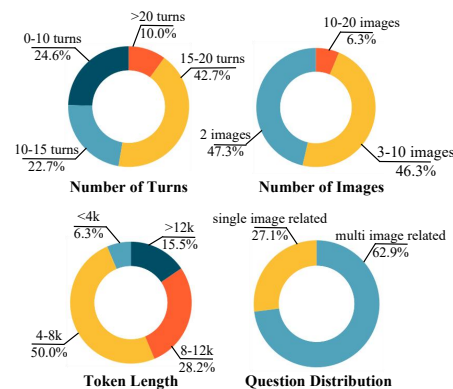 >20 turns
10.0%
0-10 turns
24.6%
15-20 turns
42.7%
10-15 turns
22.7%
Number of Turns
10-20 images
6.3%
2 images
47.3%
3-10 images
46.3%
Number of Images
<4k
6.3%
>12k
15.5%
4-8k
50.0%
8-12k
28.2%
Token Length
single image related
27.1%
multi image related
62.9%
Question Distribution